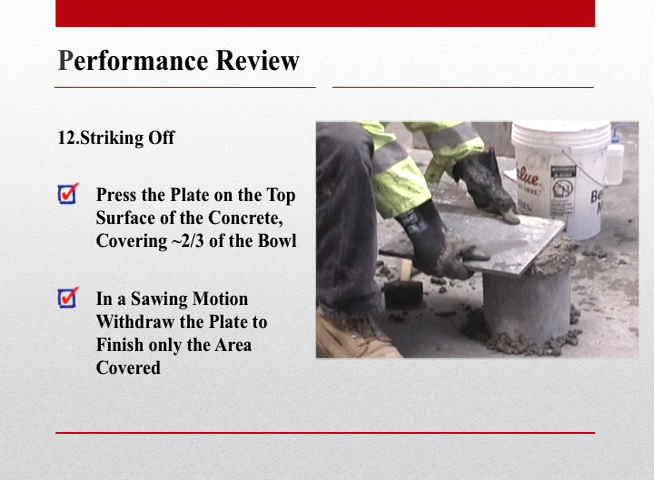 Performance Review
12.Striking Off
Press the Plate on the Top
Surface of the Concrete,
Covering ~2/3 of the Bowl
In a Sawing Motion
Withdraw the Plate to
Finish only the Area
Covered